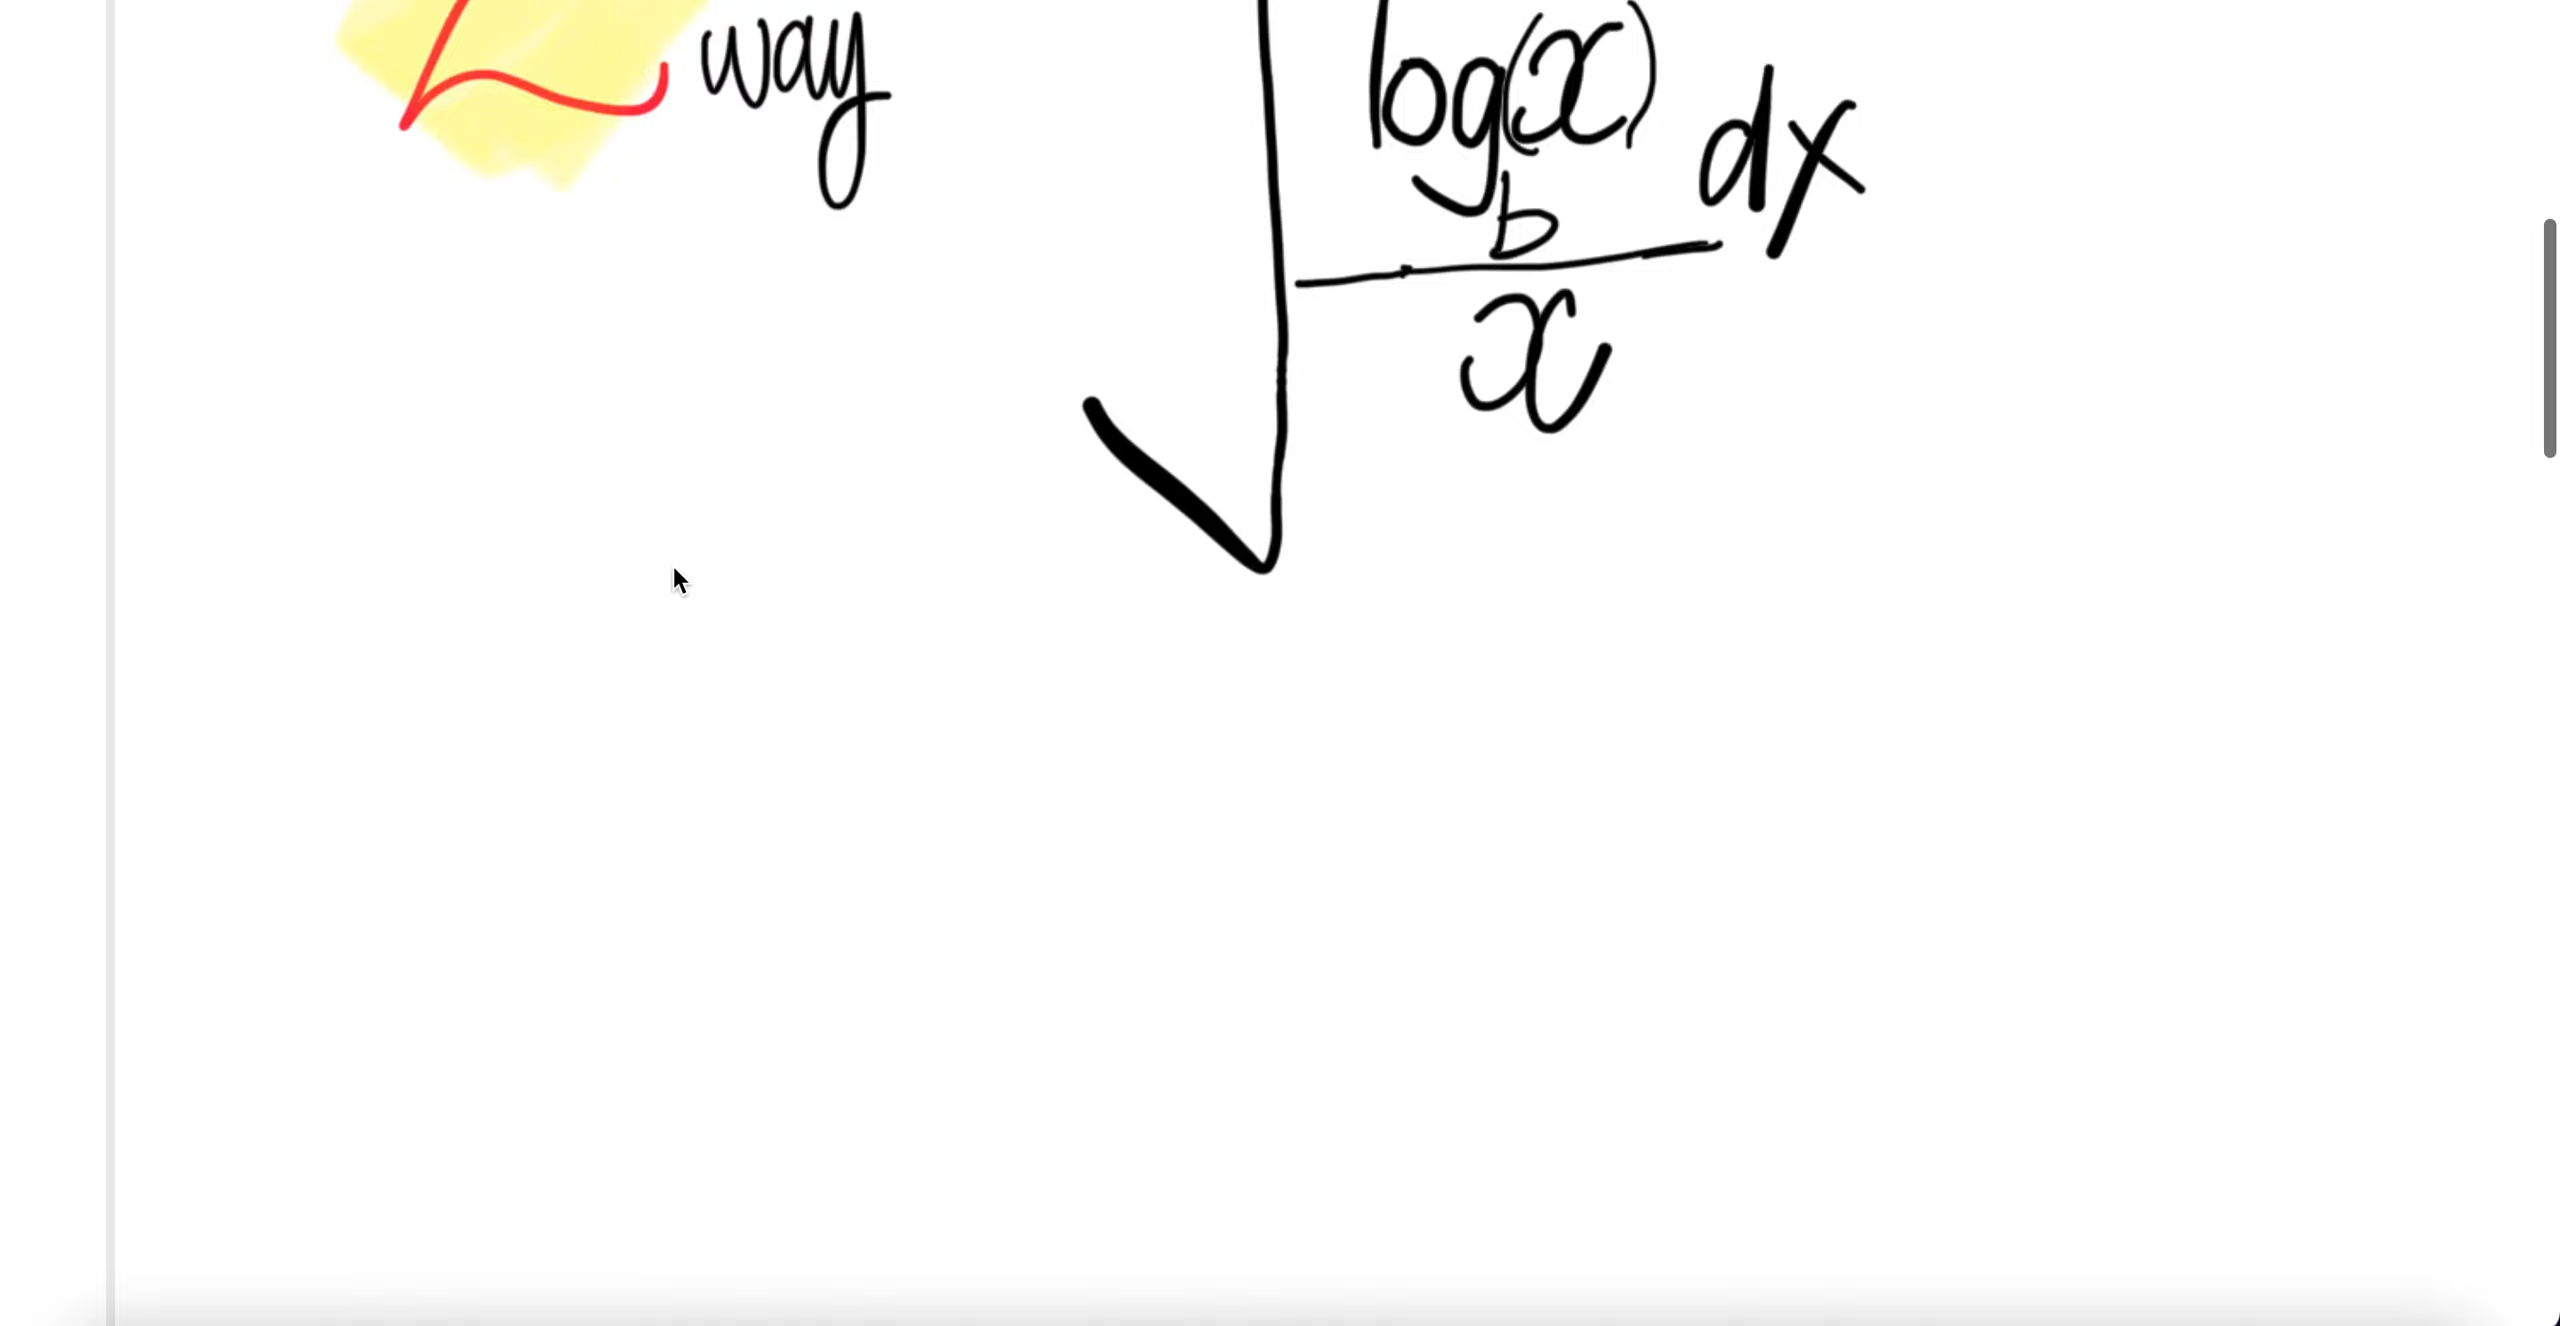 way
∫ log_b(x) / x dx